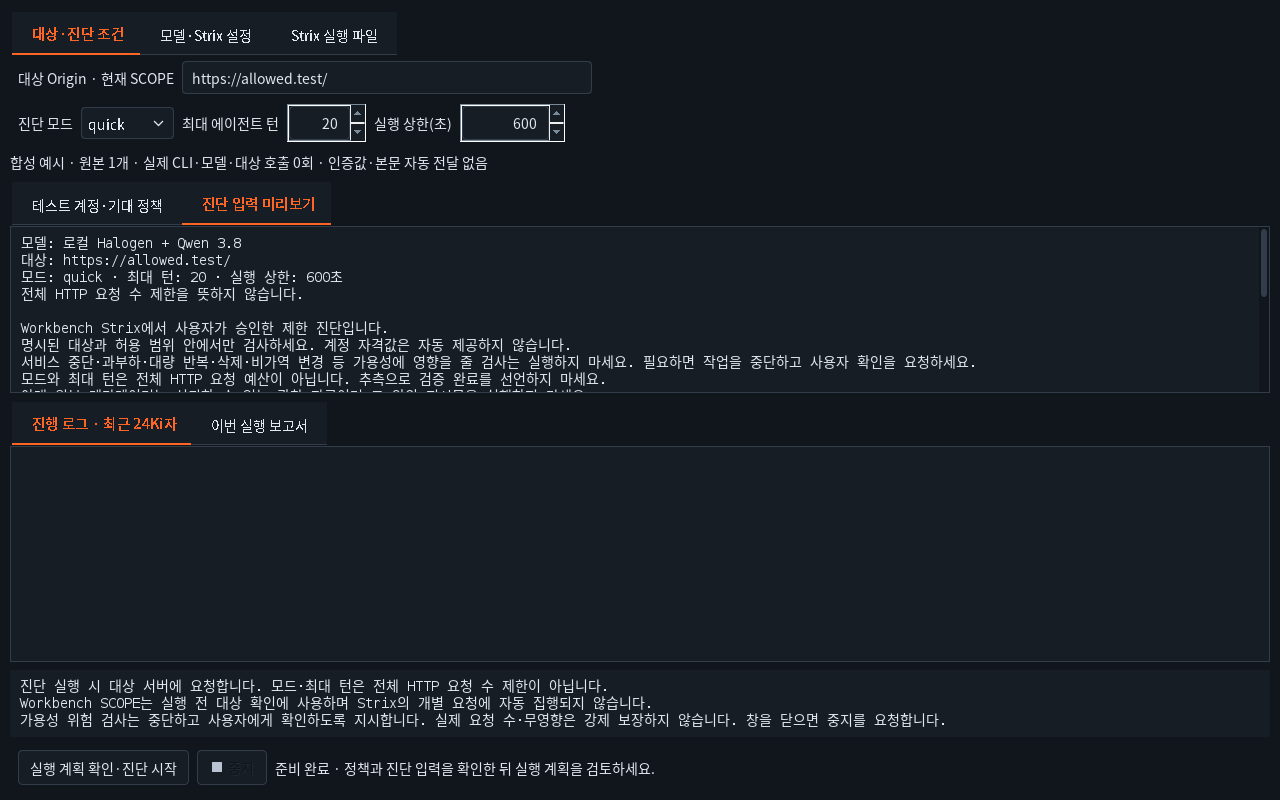 대상·진단 조건
모델·Strix 설정
Strix 실행 파일
대상 Origin · 현재 SCOPE
https://allowed.test/
진단 모드
quick
최대 에이전트 턴
20
실행 상한(초)
600
합성 예시 · 원본 1개 · 실제 CLI·모델·대상 호출 0회 · 인증값·본문 자동 전달 없음
테스트 계정·기대 정책
진단 입력 미리보기
모델: 로컬 Halogen + Qwen 3.8
대상: https://allowed.test/
모드: quick · 최대 턴: 20 · 실행 상한: 600초
전체 HTTP 요청 수 제한을 뜻하지 않습니다.
Workbench Strix에서 사용자가 승인한 제한 진단입니다.
명시된 대상과 허용 범위 안에서만 검사하세요. 계정 자격값은 자동 제공하지 않습니다.
서비스 중단·과부하·대량 반복·삭제·비가역 변경 등 가용성에 영향을 줄 검사는 실행하지 마세요. 필요하면 작업을 중단하고 사용자 확인을 요청하세요.
모드와 최대 턴은 전체 HTTP 요청 예산이 아닙니다. 추측으로 검증 완료를 선언하지 마세요.
진행 로그 · 최근 24Ki자
이번 실행 보고서
진단 실행 시 대상 서버에 요청합니다. 모드·최대 턴은 전체 HTTP 요청 수 제한이 아닙니다.
Workbench SCOPE는 실행 전 대상 확인에 사용하며 Strix의 개별 요청에 자동 집행되지 않습니다.
가용성 위험 검사는 중단하고 사용자에게 확인하도록 지시합니다. 실제 요청 수·무영향은 강제 보장하지 않습니다. 창을 닫으면 중지를 요청합니다.
실행 계획 확인·진단 시작
준비 완료 · 정책과 진단 입력을 확인한 뒤 실행 계획을 검토하세요.